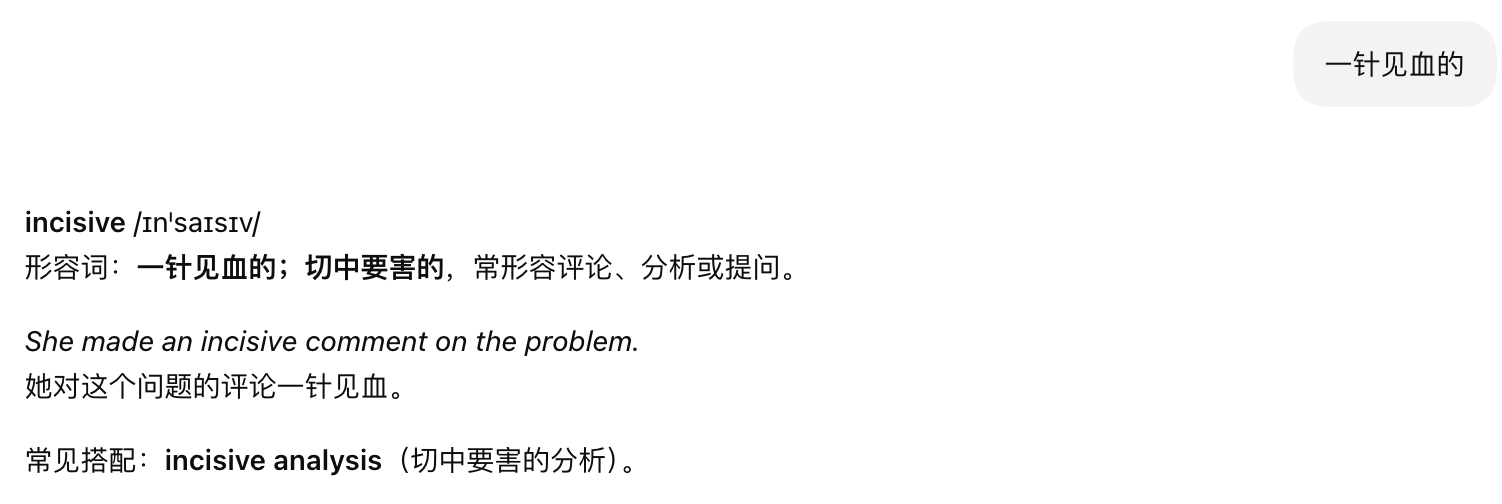 一针见血的
incisive /ɪnˈsaɪsɪv/
形容词：一针见血的；切中要害的，常形容评论、分析或提问。
She made an incisive comment on the problem.
她对这个问题的评论一针见血。
常见搭配：incisive analysis（切中要害的分析）。